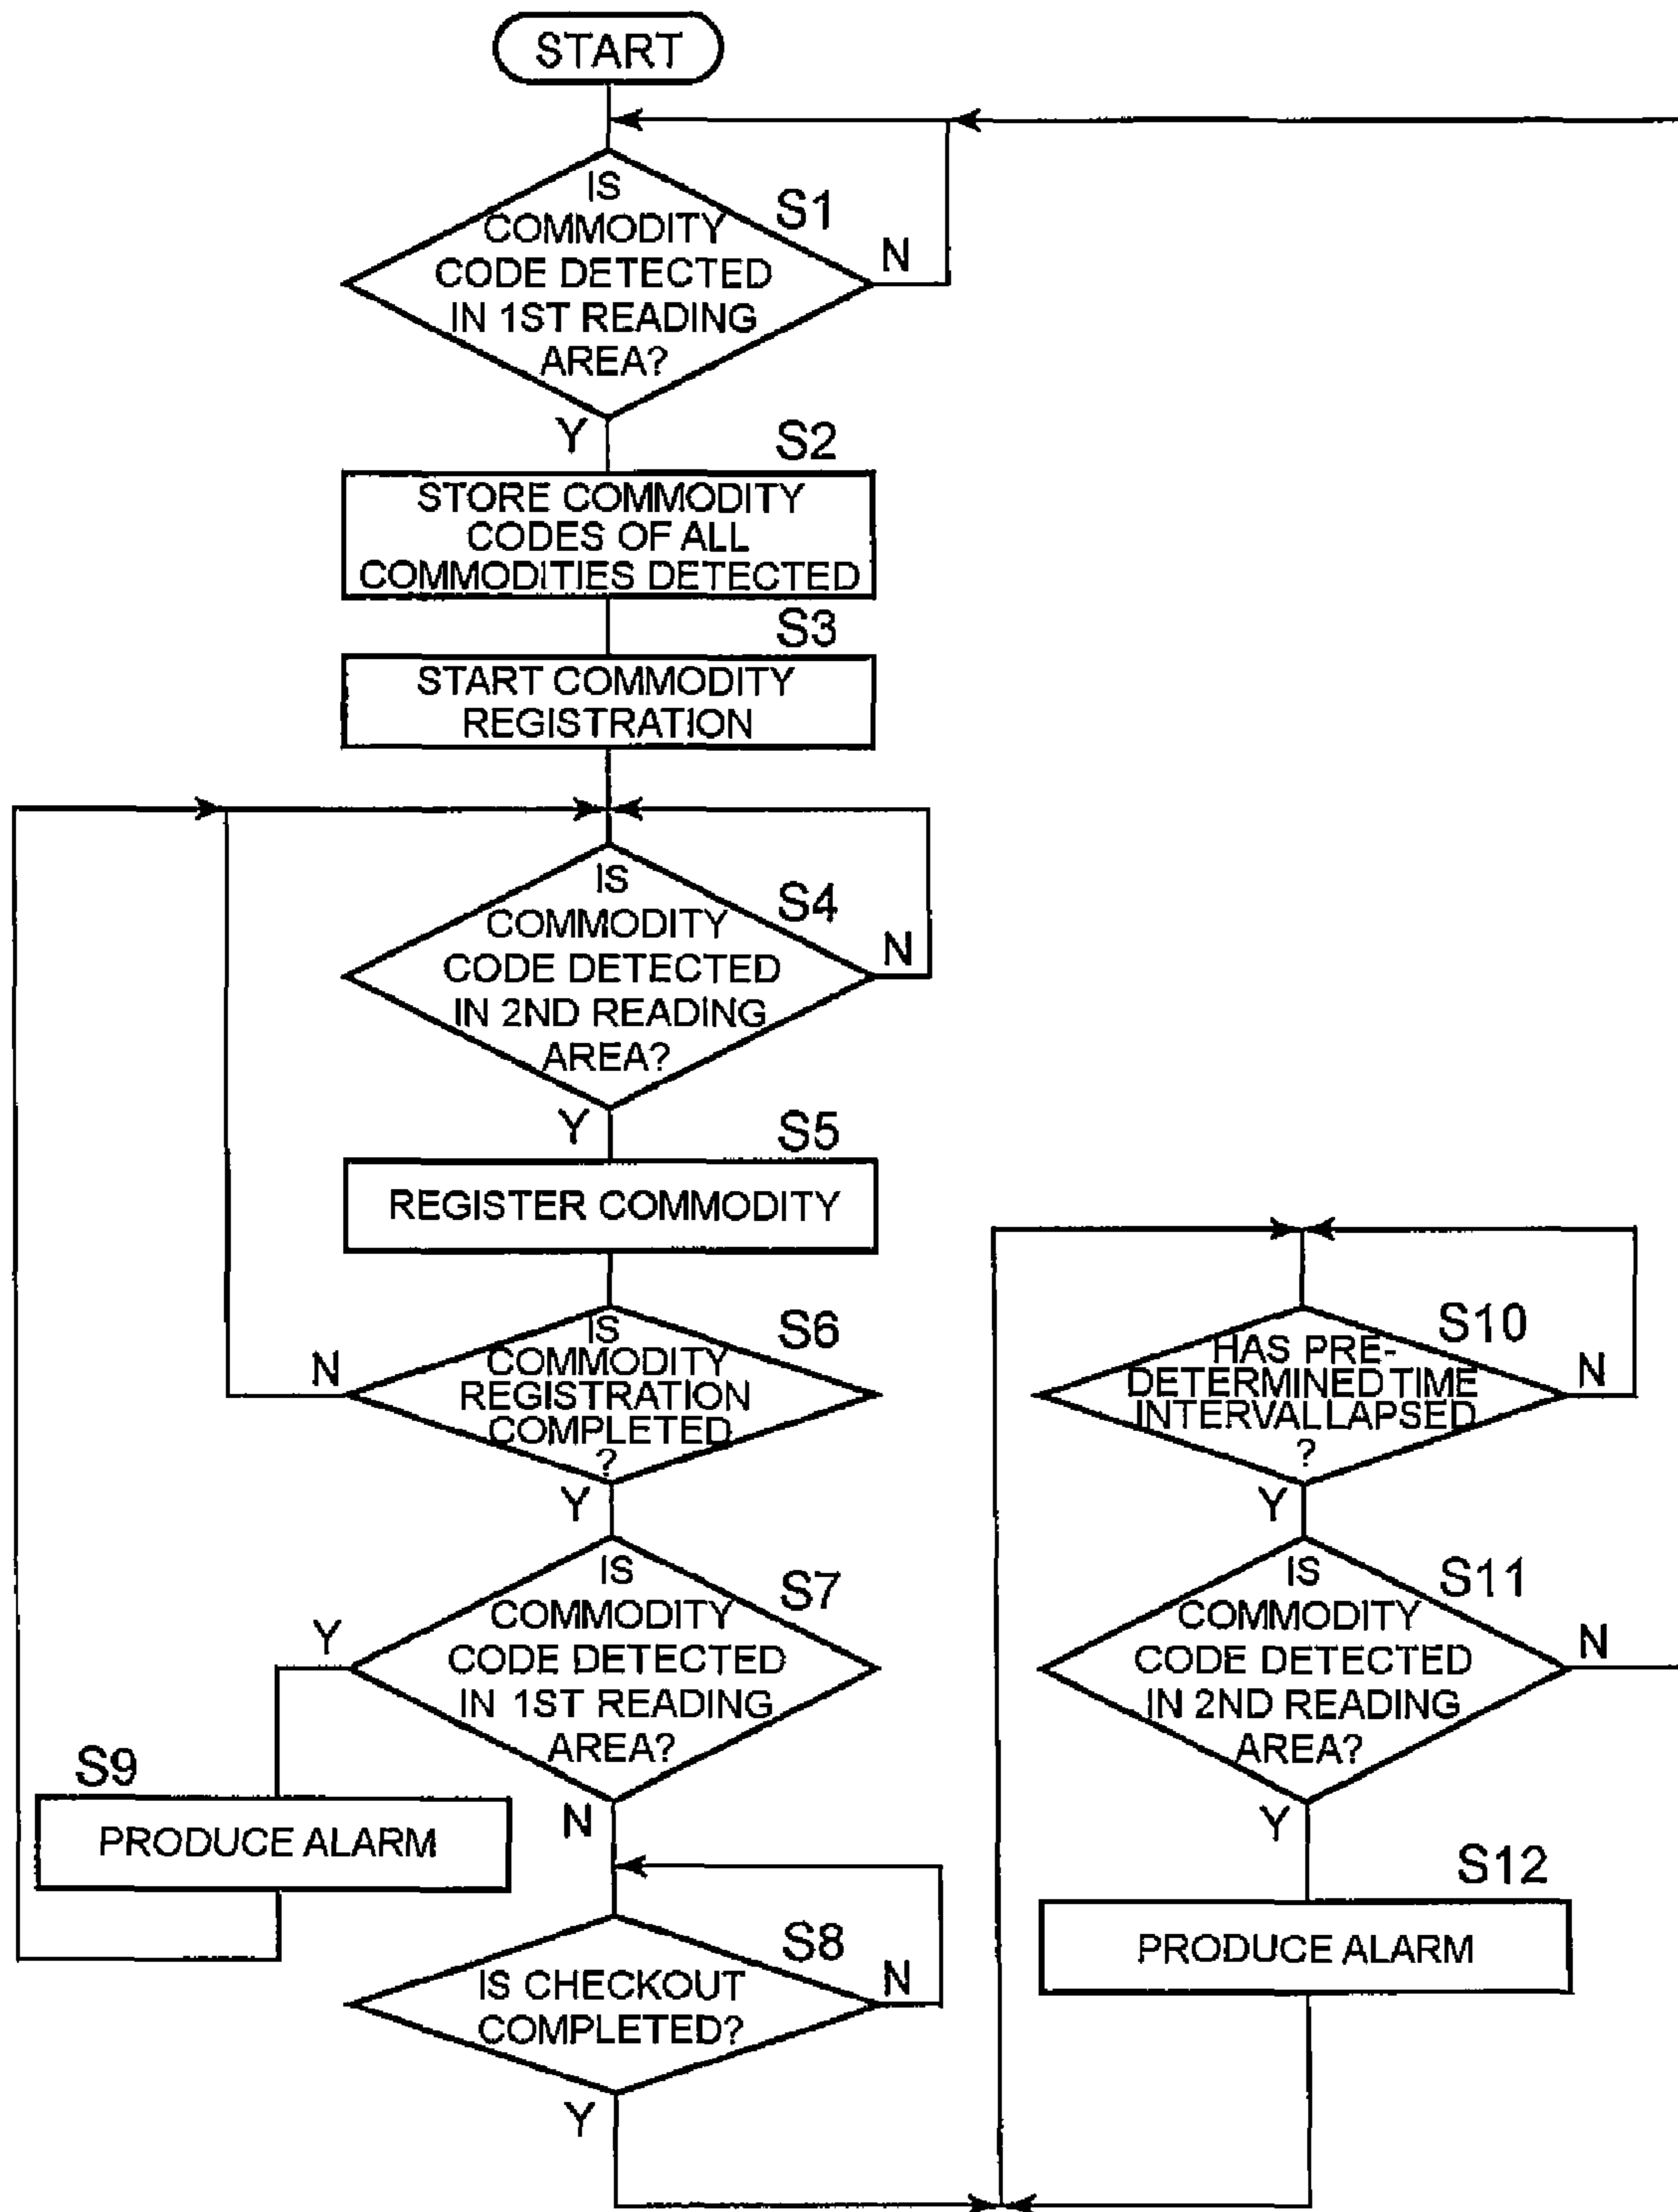 START
IS
COMMODITY
CODE DETECTED
IN 1ST READING
AREA?
S1
N
Y
S2
STORE COMMODITY
CODES OF ALL
COMMODITIES DETECTED
S3
START COMMODITY
REGISTRATION
IS
COMMODITY
CODE DETECTED
IN 2ND READING
AREA?
S4
N
Y
S5
REGISTER COMMODITY
IS
COMMODITY
REGISTRATION
COMPLETED
?
S6
N
Y
IS
COMMODITY
CODE DETECTED
IN 1ST READING
AREA?
S7
Y
N
S9
PRODUCE ALARM
S8
IS CHECKOUT
COMPLETED?
N
Y
S10
HAS PRE-
DETERMINED TIME
INTERVAL LAPSED
?
N
Y
IS
COMMODITY
CODE DETECTED
IN 2ND READING
AREA?
S11
N
Y
S12
PRODUCE ALARM